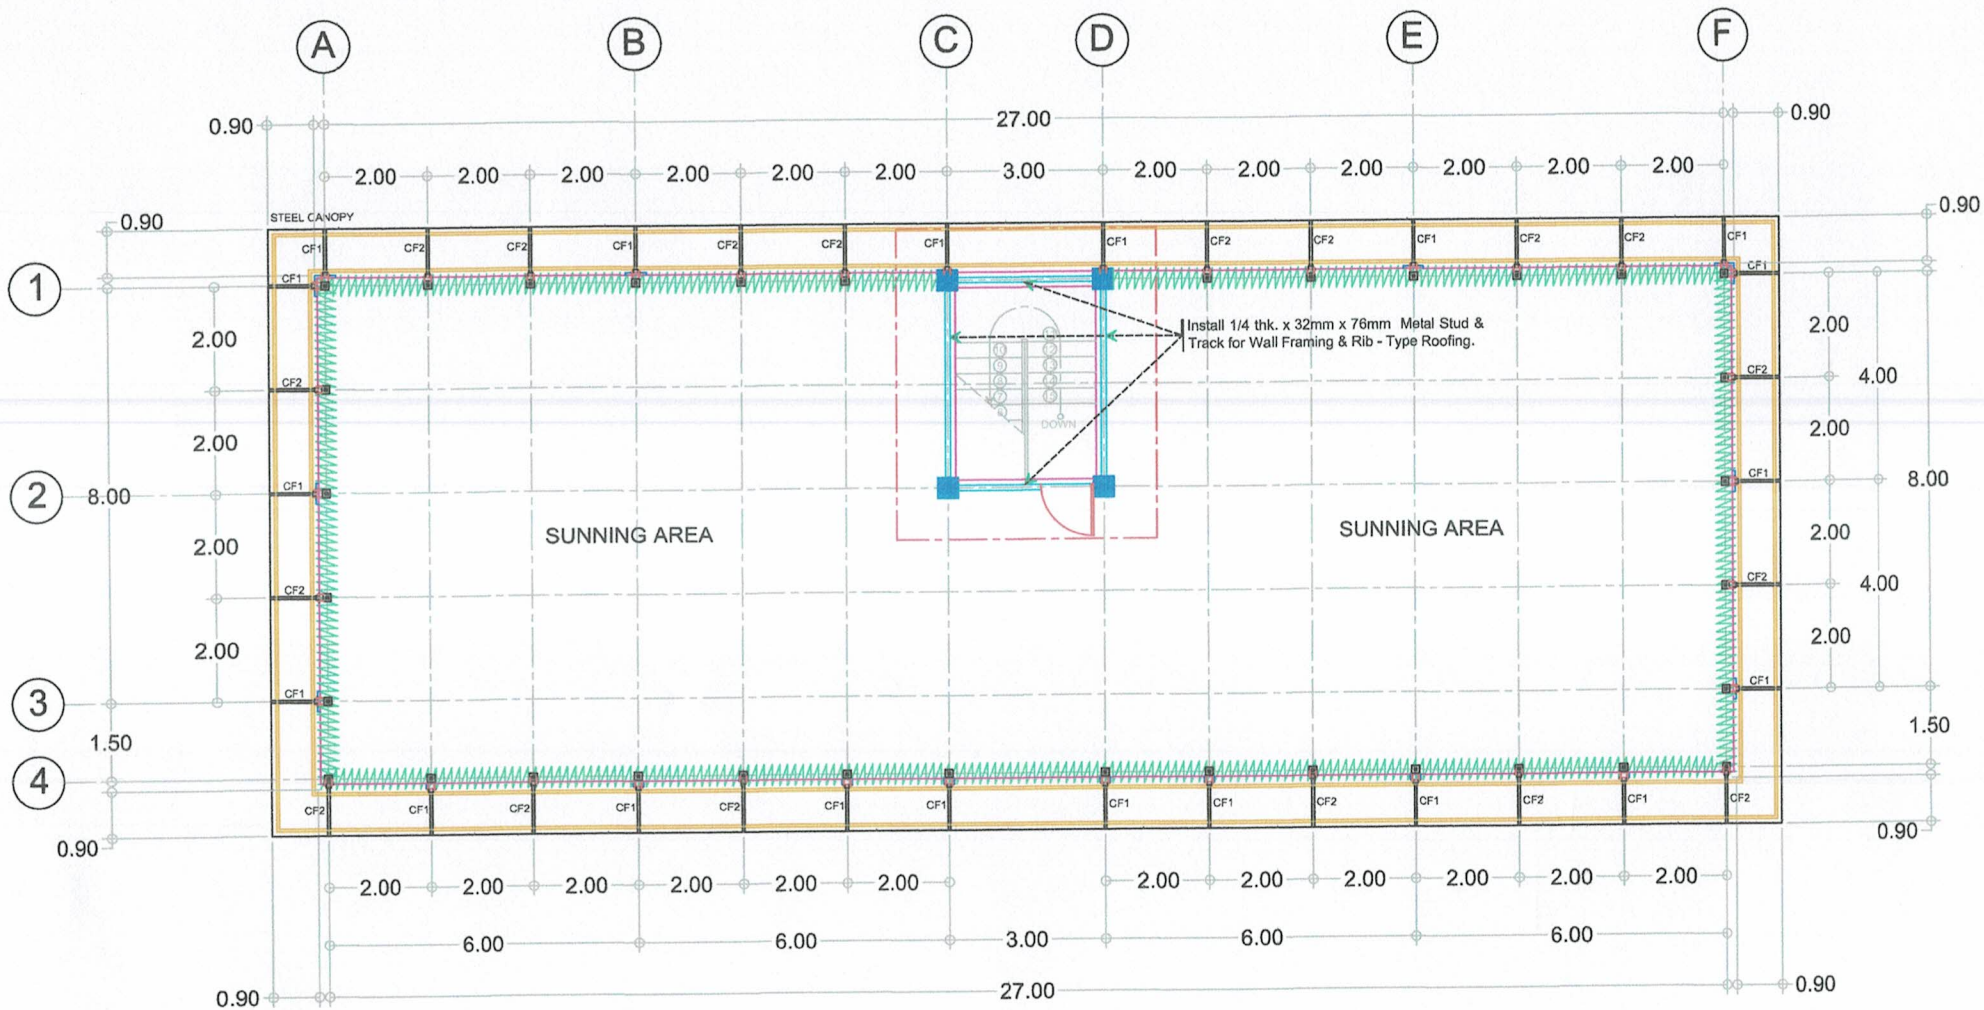 A B C D E F
0.90 27.00 0.90
2.00 2.00 2.00 2.00 2.00 2.00 3.00 2.00 2.00 2.00 2.00 2.00 2.00
0.90 0.90
STEEL CANOPY
CF1 CF2 CF2 CF1 CF2 CF2 CF1 CF1 CF2 CF2 CF1 CF2 CF2 CF1
1 CF1 CF1
2.00 2.00
Install 1/4 thk. x 32mm x 76mm Metal Stud &
Track for Wall Framing & Rib - Type Roofing.
CF2 CF2 4.00
DOWN
2.00 2.00
2 8.00 CF1 CF1 8.00
SUNNING AREA SUNNING AREA
2.00 2.00
CF2 CF2 4.00
2.00 2.00
3 CF1 CF1
1.50 1.50
4
CF2 CF1 CF2 CF1 CF2 CF1 CF1 CF1 CF1 CF2 CF1 CF2 CF1 CF2
0.90 0.90
2.00 2.00 2.00 2.00 2.00 2.00 2.00 2.00 2.00 2.00 2.00 2.00
6.00 6.00 3.00 6.00 6.00
0.90 27.00 0.90